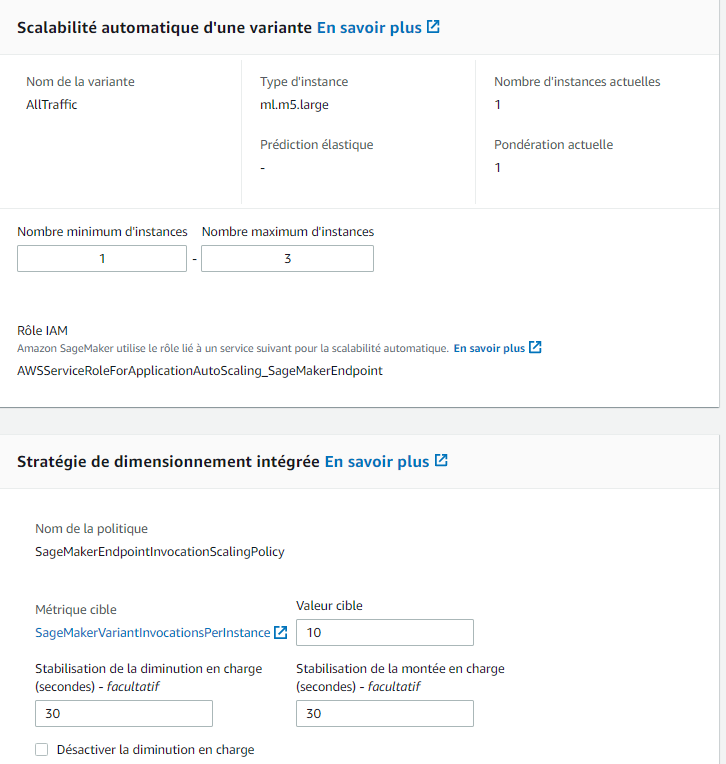 Scalabilité automatique d'une variante En savoir plus
Nom de la variante
AllTraffic
Type d'instance
ml.m5.large
Prédiction élastique
-
Nombre d'instances actuelles
1
Pondération actuelle
1
Nombre minimum d'instances
1
-
Nombre maximum d'instances
3
Rôle IAM
Amazon SageMaker utilise le rôle lié à un service suivant pour la scalabilité automatique. En savoir plus
AWSServiceRoleForApplicationAutoScaling_SageMakerEndpoint
Stratégie de dimensionnement intégrée En savoir plus
Nom de la politique
SageMakerEndpointInvocationScalingPolicy
Métrique cible
SageMakerVariantInvocationsPerInstance
Valeur cible
10
Stabilisation de la diminution en charge
(secondes) - facultatif
30
Stabilisation de la montée en charge
(secondes) - facultatif
30
Désactiver la diminution en charge